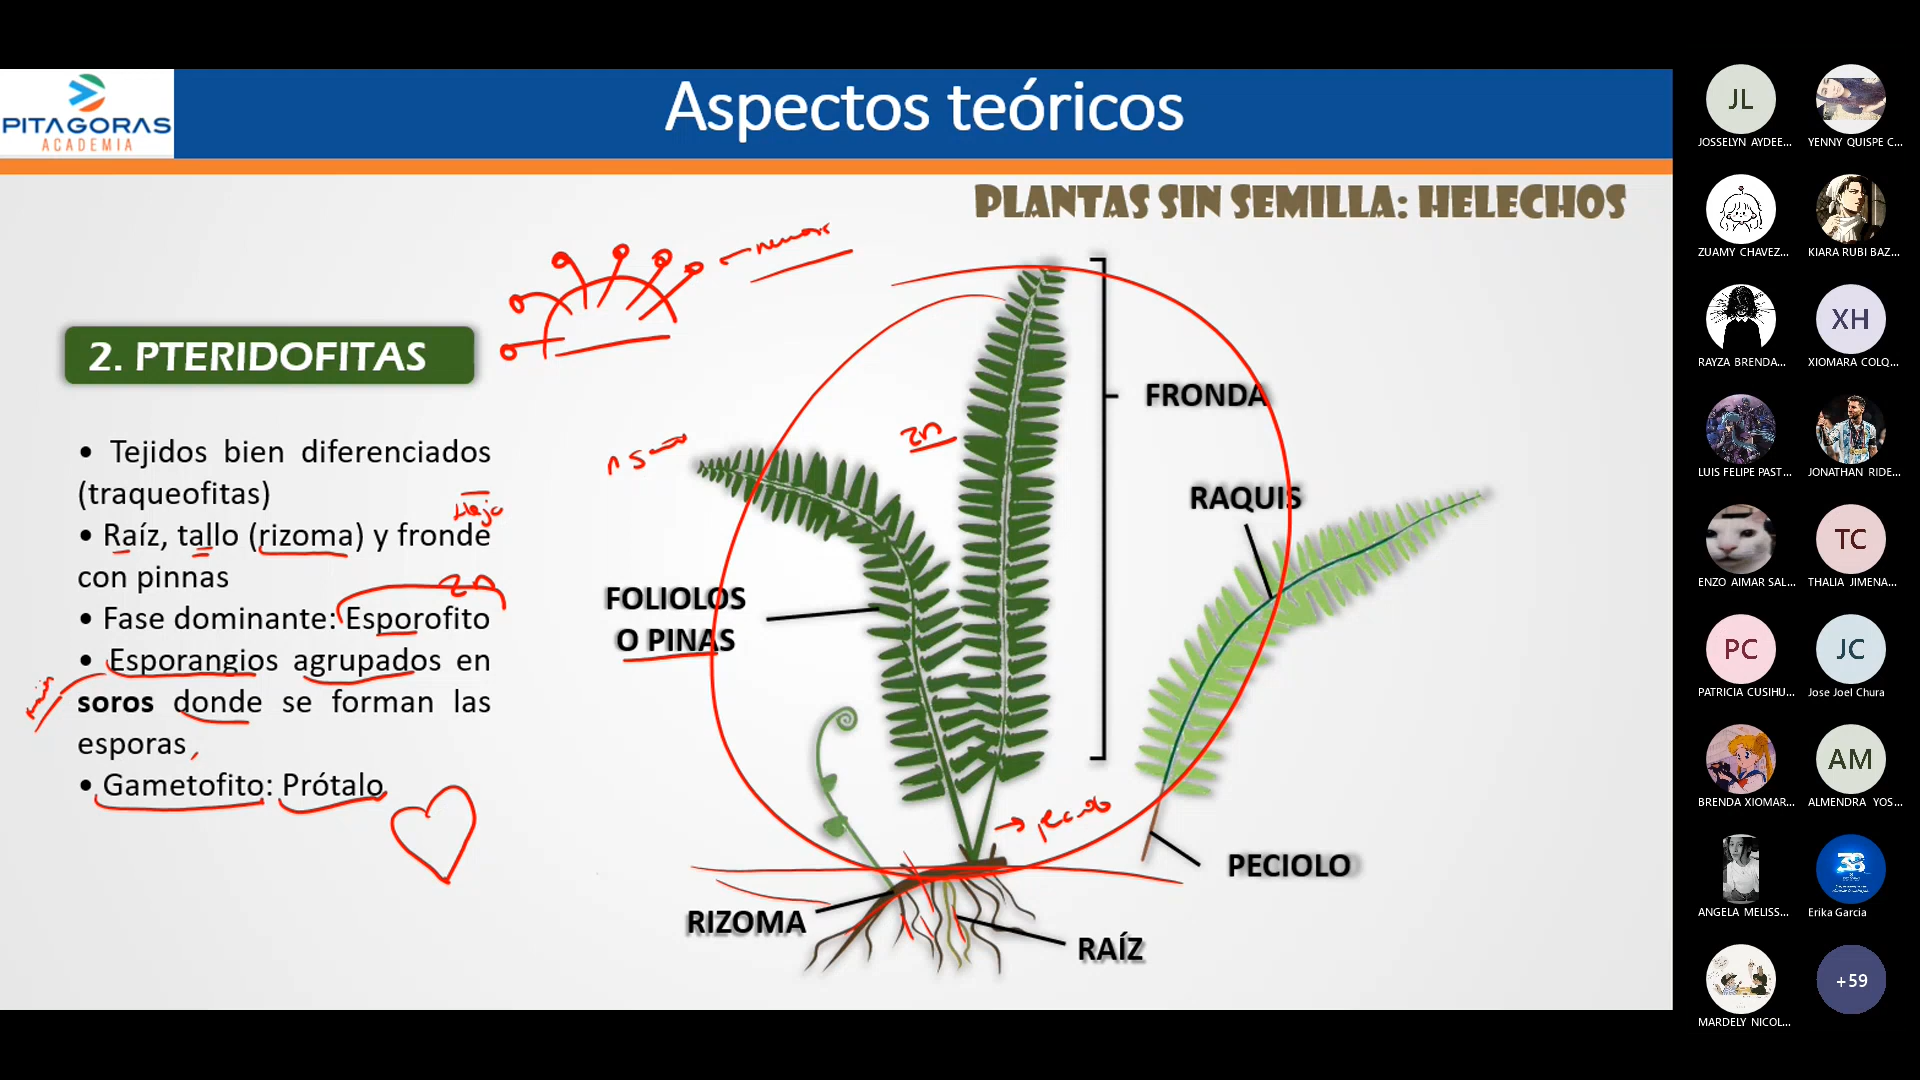 PITAGORAS
ACADEMIA
Aspectos teóricos
PLANTAS SIN SEMILLA: HELECHOS
2. PTERIDOFITAS
• Tejidos bien diferenciados
(traqueofitas)
Hoja
• Raíz, tallo (rizoma) y fronde
con pinnas
2n
• Fase dominante: Esporofito
• Esporangios agrupados en
soros donde se forman las
esporas
• Gametofito: Prótalo
2n
FRONDA
RAQUIS
FOLIOLOS
O PINAS
peciolo
PECIOLO
RIZOMA
RAÍZ
JL
JOSSELYN AYDEE...
YENNY QUISPE C...
ZUAMY CHAVEZ...
KIARA RUBI BAZ...
RAYZA BRENDA...
XH
XIOMARA COLQ...
LUIS FELIPE PAST...
JONATHAN RIDE...
ENZO AIMAR SAL...
TC
THALIA JIMENA...
PC
PATRICIA CUSIHU...
JC
Jose Joel Chura
BRENDA XIOMAR...
AM
ALMENDRA YOS...
ANGELA MELISS...
Erika Garcia
MARDELY NICOL...
+59